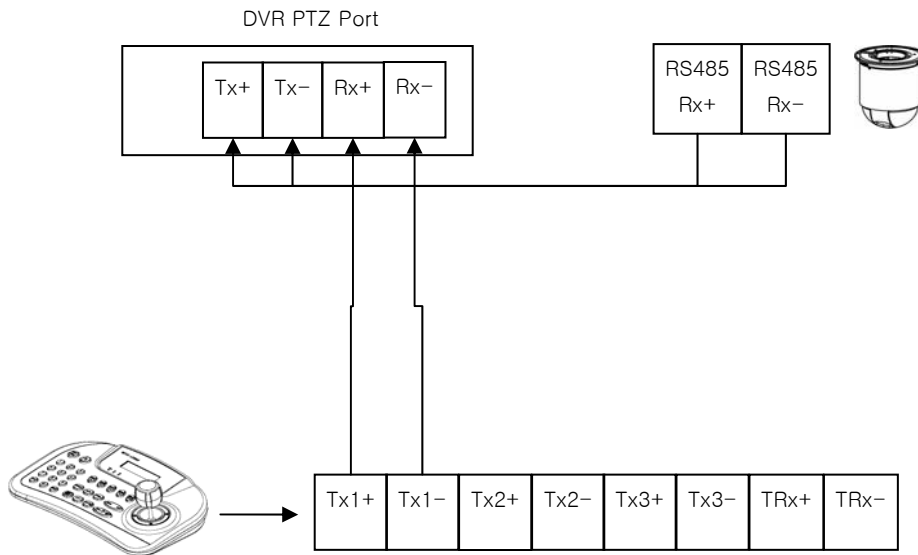 DVR PTZ Port
Tx+ Tx- Rx+ Rx-
RS485 RS485
Rx+ Rx-
Tx1+ Tx1- Tx2+ Tx2- Tx3+ Tx3- TRx+ TRx-